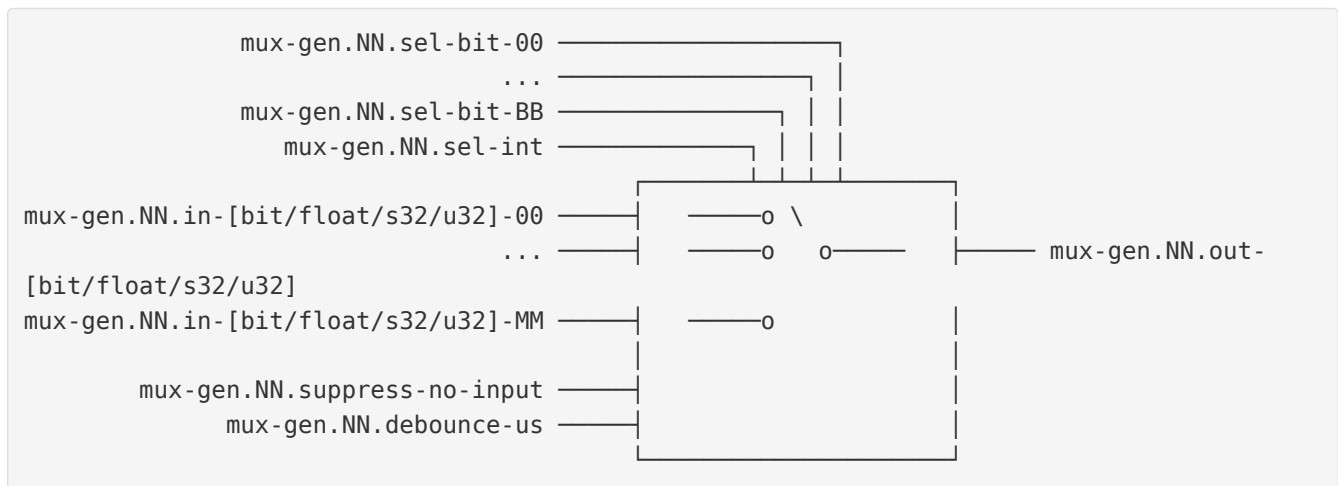 mux-gen.NN.sel-bit-00
...
mux-gen.NN.sel-bit-BB
mux-gen.NN.sel-int
mux-gen.NN.in-[bit/float/s32/u32]-00 o \
... o o mux-gen.NN.out-
[bit/float/s32/u32]
mux-gen.NN.in-[bit/float/s32/u32]-MM o
mux-gen.NN.suppress-no-input
mux-gen.NN.debounce-us